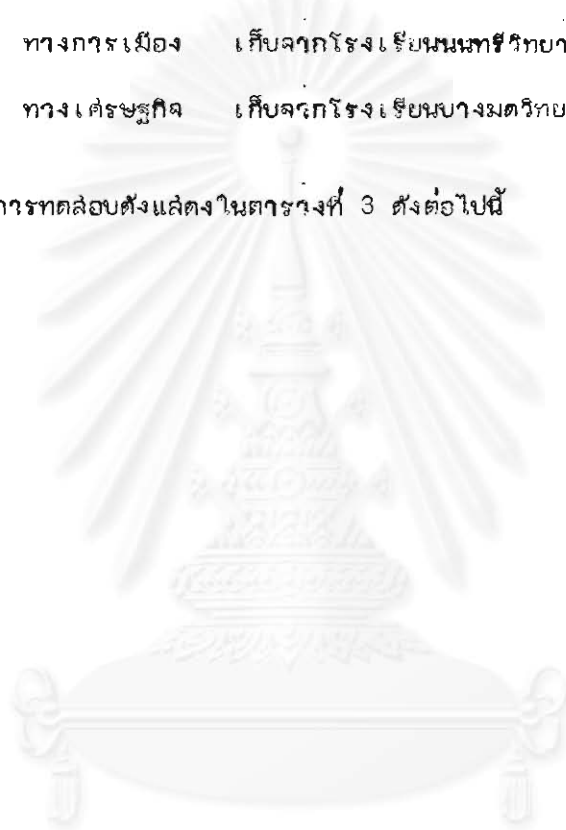 ทางการเมือง เก็บจากโรงเรียนนนทรีวิทยา
ทางเศรษฐกิจ เก็บจากโรงเรียนบางมดวิทย
การทดสอบดังแสดงในตารางที่ 3 ดังต่อไปนี้